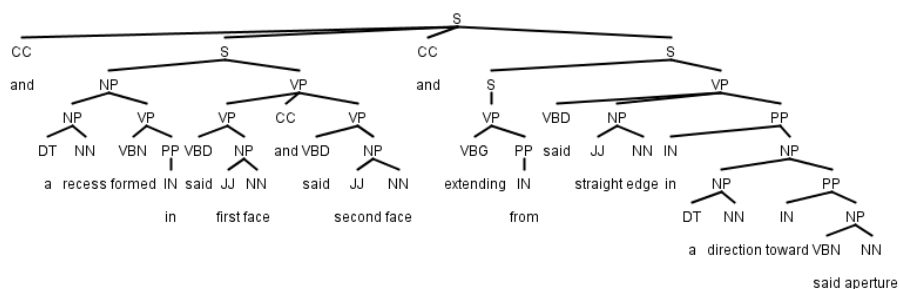 S
CC S CC S
and NP VP and S VP
NP VP VP CC VP VP VBD NP PP
DT NN VBN PP VBD NP and VBD NP VBG PP said JJ NN IN NP
a recess formed IN said JJ NN said JJ NN extending IN straight edge in NP PP
in first face second face from DT NN IN NP
a direction toward VBN NN
said aperture